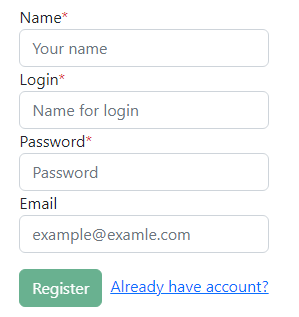 Name*
Your name
Login*
Name for login
Password*
Password
Email
example@examle.com
Register Already have account?